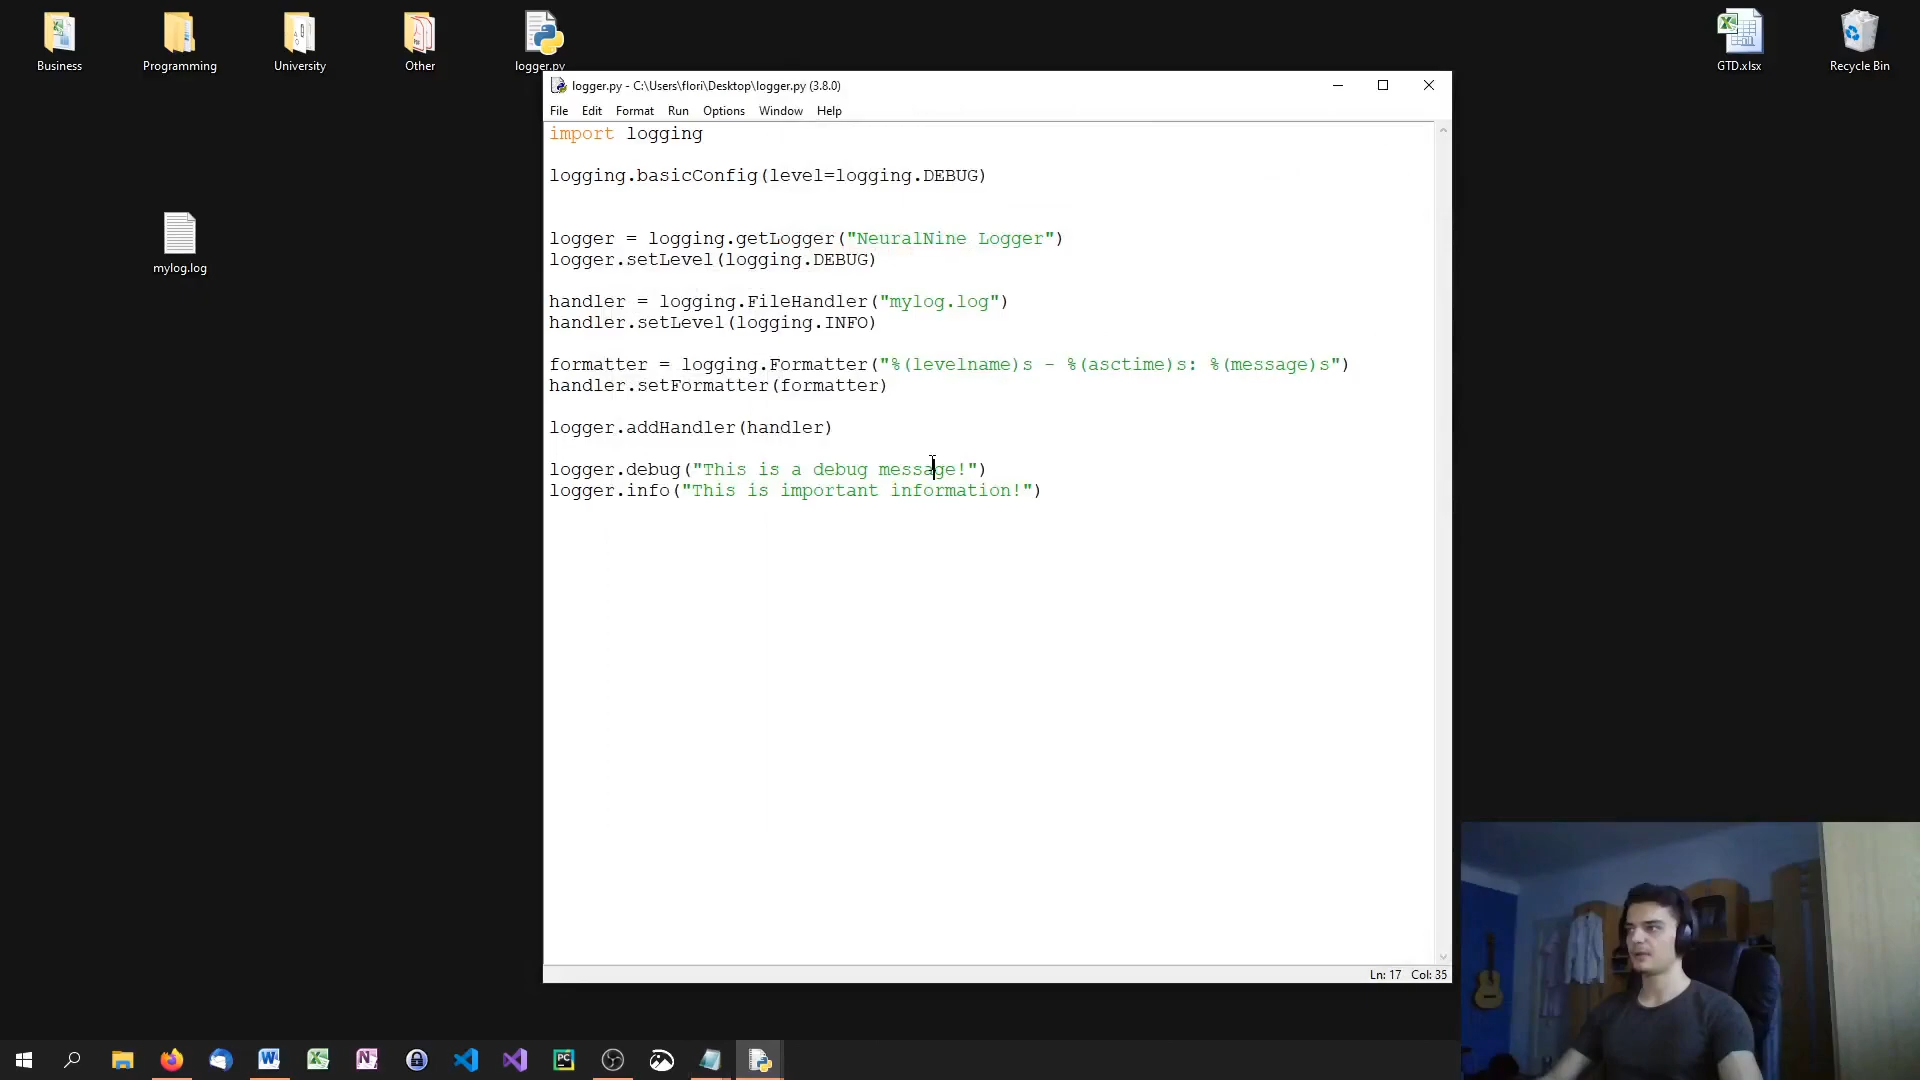 Business
Programming
University
Other
logger.py
GTD.xlsx
Recycle Bin
mylog.log
logger.py - C:\Users\flori\Desktop\logger.py (3.8.0)
File Edit Format Run Options Window Help
import logging
logging.basicConfig(level=logging.DEBUG)
logger = logging.getLogger("NeuralNine Logger")
logger.setLevel(logging.DEBUG)
handler = logging.FileHandler("mylog.log")
handler.setLevel(logging.INFO)
formatter = logging.Formatter("%(levelname)s - %(asctime)s: %(message)s")
handler.setFormatter(formatter)
logger.addHandler(handler)
logger.debug("This is a debug message!")
logger.info("This is important information!")
Ln: 17 Col: 35